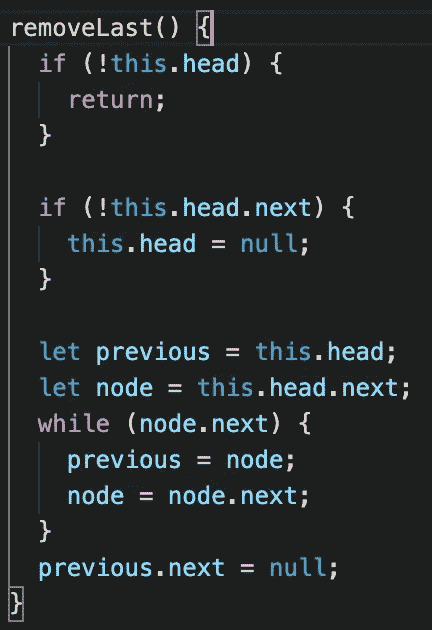 removeLast() {
  if (!this.head) {
    return;
  }

  if (!this.head.next) {
    this.head = null;
  }

  let previous = this.head;
  let node = this.head.next;
  while (node.next) {
    previous = node;
    node = node.next;
  }
  previous.next = null;
}